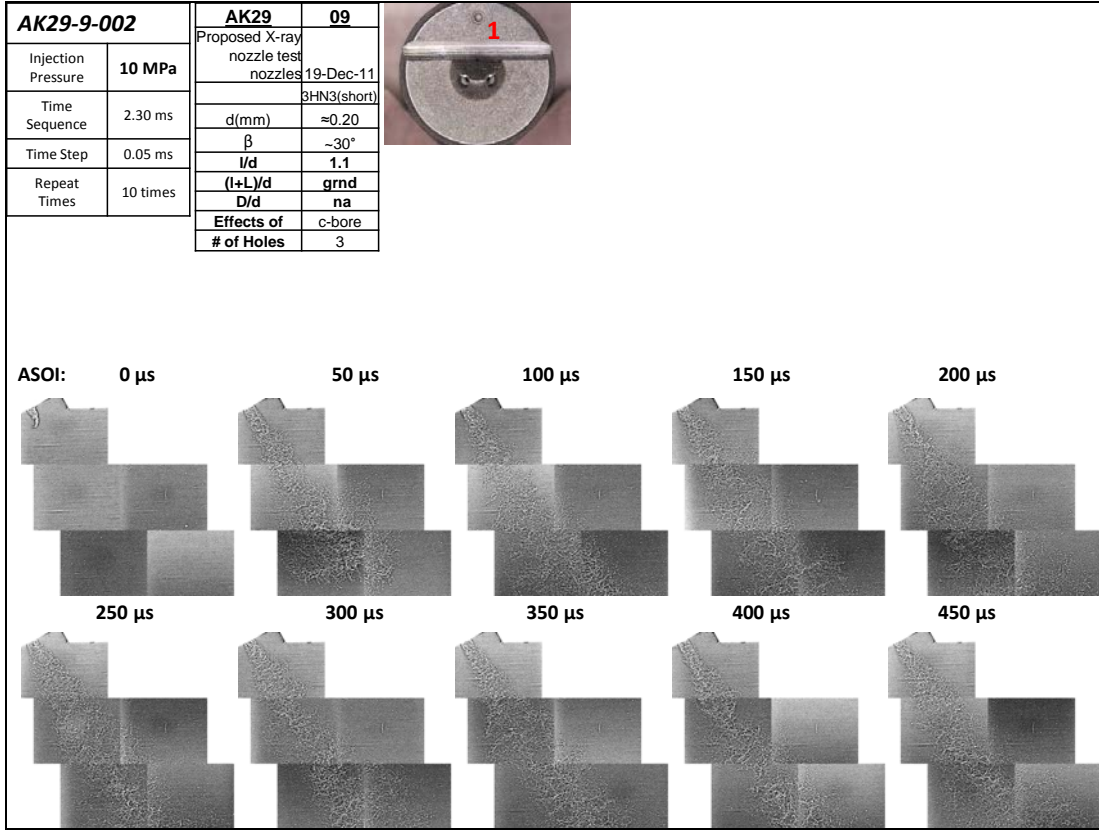 AK29-9-002
Injection Pressure 10 MPa
Time Sequence 2.30 ms
Time Step 0.05 ms
Repeat Times 10 times
AK29 09
Proposed X-ray nozzle test nozzles 19-Dec-11
3HN3(short)
d(mm) ≈0.20
β ~30°
l/d 1.1
(l+L)/d grnd
D/d na
Effects of c-bore
# of Holes 3
1
ASOI: 0 µs 50 µs 100 µs 150 µs 200 µs
250 µs 300 µs 350 µs 400 µs 450 µs